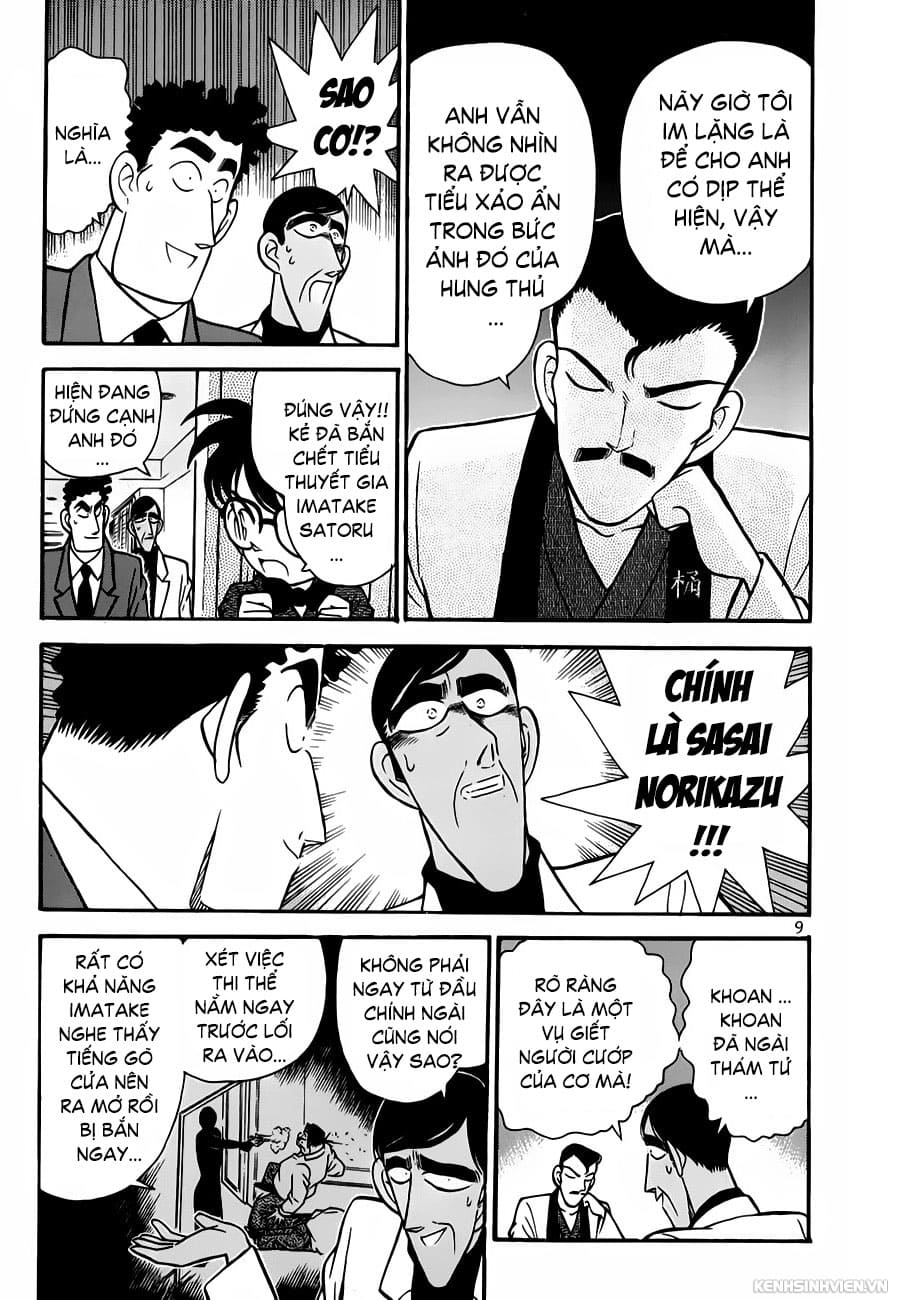 NÃY GIỜ TÔI
IM LẶNG LÀ
ĐỂ CHO ANH
CÓ DỊP THỂ
HIỆN, VẬY
MÀ...
ANH VẪN
KHÔNG NHÌN
RA ĐƯỢC
TIỂU XẢO ẨN
TRONG BỨC
ẢNH ĐÓ CỦA
HUNG THỦ
...
橘
SAO
CƠ!?
NGHĨA
LÀ...
ĐÚNG VẬY!!
KẺ ĐÃ BẮN
CHẾT TIỂU
THUYẾT GIA
IMATAKE
SATORU
...
HIỆN ĐANG
ĐỨNG CẠNH
ANH ĐÓ
...
CHÍNH
LÀ SASAI
NORIKAZU
!!!
9
KHOAN ...
KHOAN
ĐÃ NGÀI
THÁM TỬ
...
RÕ RÀNG
ĐÂY LÀ MỘT
VỤ GIẾT
NGƯỜI CƯỚP
CỦA CƠ MÀ!
KHÔNG PHẢI
NGAY TỪ ĐẦU
CHÍNH NGÀI
CŨNG NÓI
VẬY SAO?
XÉT VIỆC
THI THỂ
NẰM NGAY
TRƯỚC LỐI
RA VÀO...
RẤT CÓ
KHẢ NĂNG
IMATAKE
NGHE THẤY
TIẾNG GÕ
CỬA NÊN
RA MỞ RỒI
BỊ BẮN
NGAY...
KENHSINHVIEN.VN